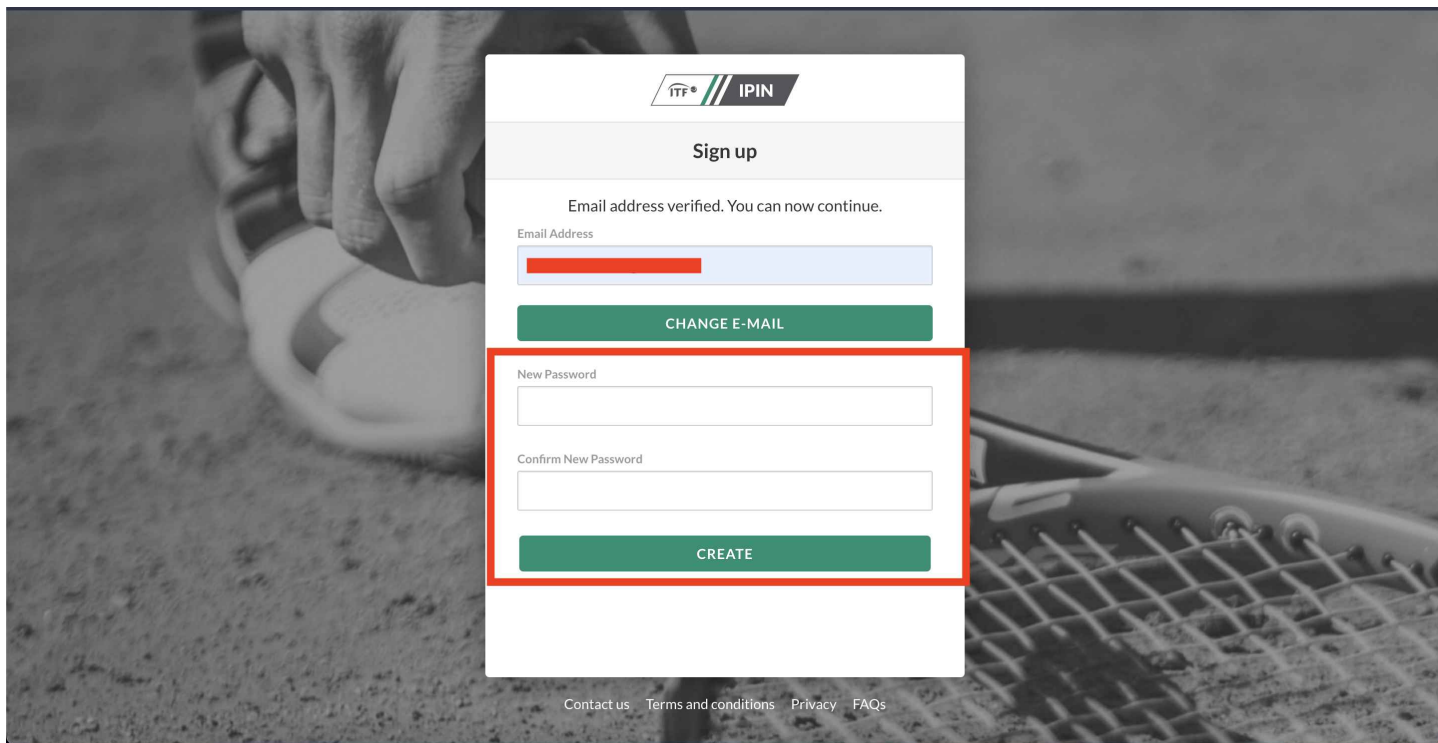 ITF IPIN
Sign up
Email address verified. You can now continue.
Email Address
CHANGE E-MAIL
New Password
Confirm New Password
CREATE
Contact us Terms and conditions Privacy FAQs